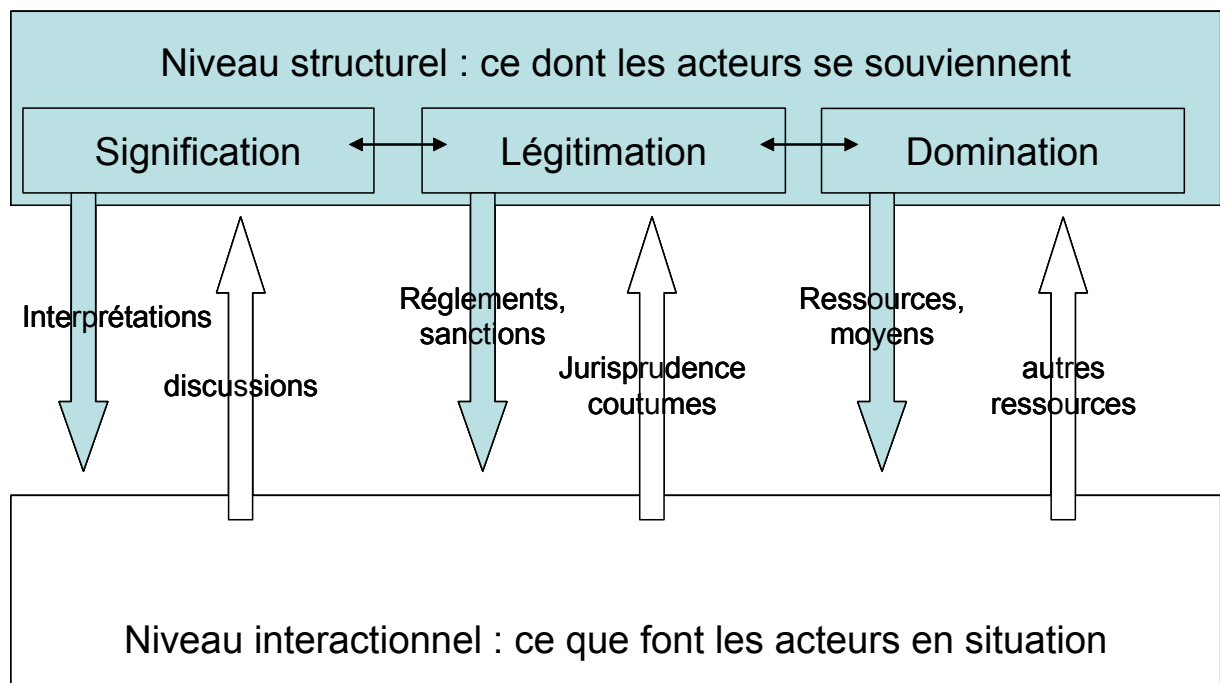 Niveau structurel : ce dont les acteurs se souviennent
Signification
Légitimation
Domination
Interprétations
discussions
Réglements,
sanctions
Jurisprudence
coutumes
Ressources,
moyens
autres
ressources
Niveau interactionnel : ce que font les acteurs en situation